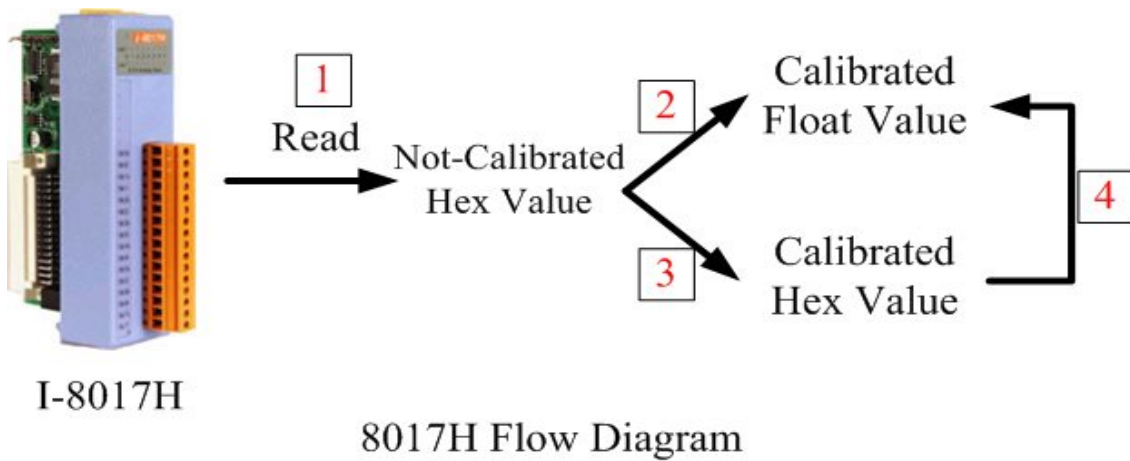 I-8017H
1
Read
Not-Calibrated
Hex Value
2
Calibrated
Float Value
3
Calibrated
Hex Value
4
I-8017H
8017H Flow Diagram